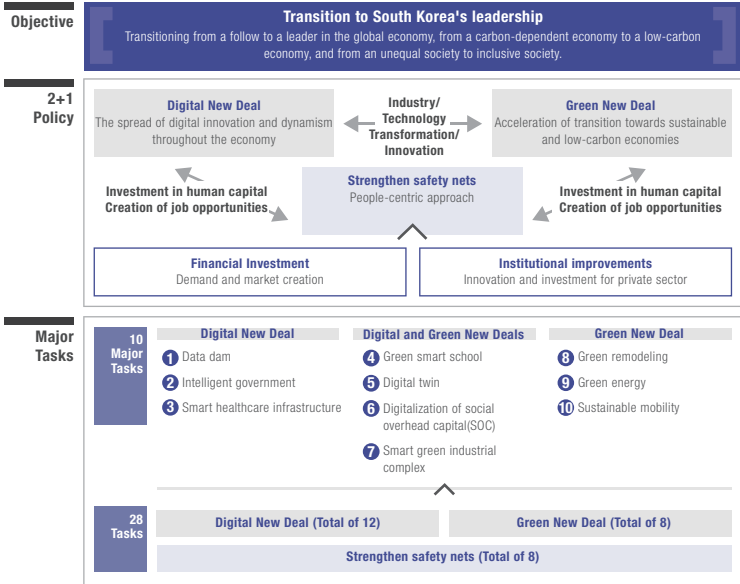 Objective
Transition to South Korea's leadership
Transitioning from a follow to a leader in the global economy, from a carbon-dependent economy to a low-carbon
economy, and from an unequal society to inclusive society.
2+1
Policy
Digital New Deal
The spread of digital innovation and dynamism
throughout the economy
Industry/
Technology
Transformation/
Innovation
Green New Deal
Acceleration of transition towards sustainable
and low-carbon economies
Investment in human capital
Creation of job opportunities
Strengthen safety nets
People-centric approach
Investment in human capital
Creation of job opportunities
Financial Investment
Demand and market creation
Institutional improvements
Innovation and investment for private sector
Major
Tasks
10
Major
Tasks
Digital New Deal
1 Data dam
2 Intelligent government
3 Smart healthcare infrastructure
Digital and Green New Deals
4 Green smart school
5 Digital twin
6 Digitalization of social
overhead capital(SOC)
7 Smart green industrial
complex
Green New Deal
8 Green remodeling
9 Green energy
10 Sustainable mobility
28
Tasks
Digital New Deal (Total of 12)
Green New Deal (Total of 8)
Strengthen safety nets (Total of 8)